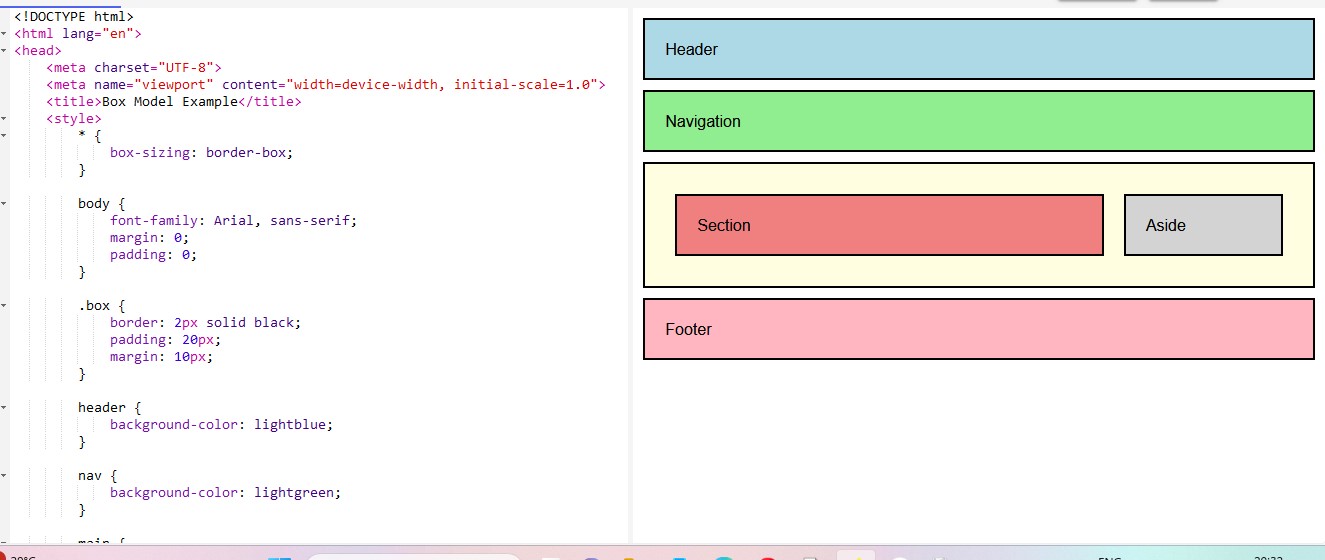 <!DOCTYPE html>
<html lang="en">
<head>
    <meta charset="UTF-8">
    <meta name="viewport" content="width=device-width, initial-scale=1.0">
    <title>Box Model Example</title>
    <style>
        * {
            box-sizing: border-box;
        }
        body {
            font-family: Arial, sans-serif;
            margin: 0;
            padding: 0;
        }
        .box {
            border: 2px solid black;
            padding: 20px;
            margin: 10px;
        }
        header {
            background-color: lightblue;
        }
        nav {
            background-color: lightgreen;
        }
        main {
Header
Navigation
Section
Aside
Footer